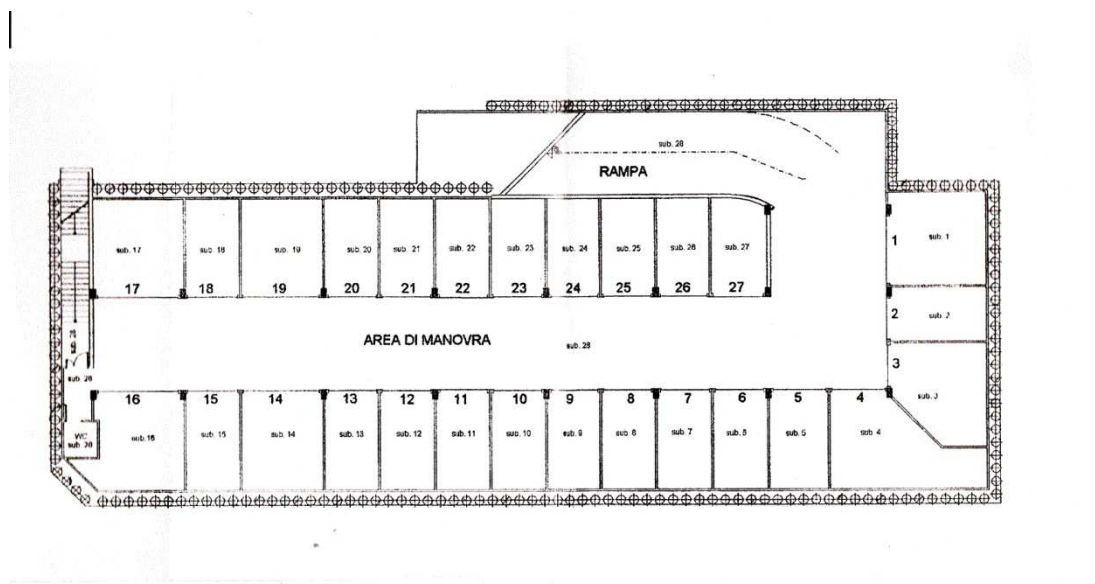 sub. 28
RAMPA
sub. 17
sub. 18
sub. 19
sub. 20
sub. 21
sub. 22
sub. 23
sub. 24
sub. 25
sub. 26
sub. 27
1
sub. 1
17
18
19
20
21
22
23
24
25
26
27
2
sub. 2
AREA DI MANOVRA
sub. 28
sub. 28
3
sub. 28
16
15
14
13
12
11
10
9
8
7
6
5
4
sub. 3
WC
sub. 28
sub. 16
sub. 15
sub. 14
sub. 13
sub. 12
sub. 11
sub. 10
sub. 9
sub. 8
sub. 7
sub. 6
sub. 5
sub. 4